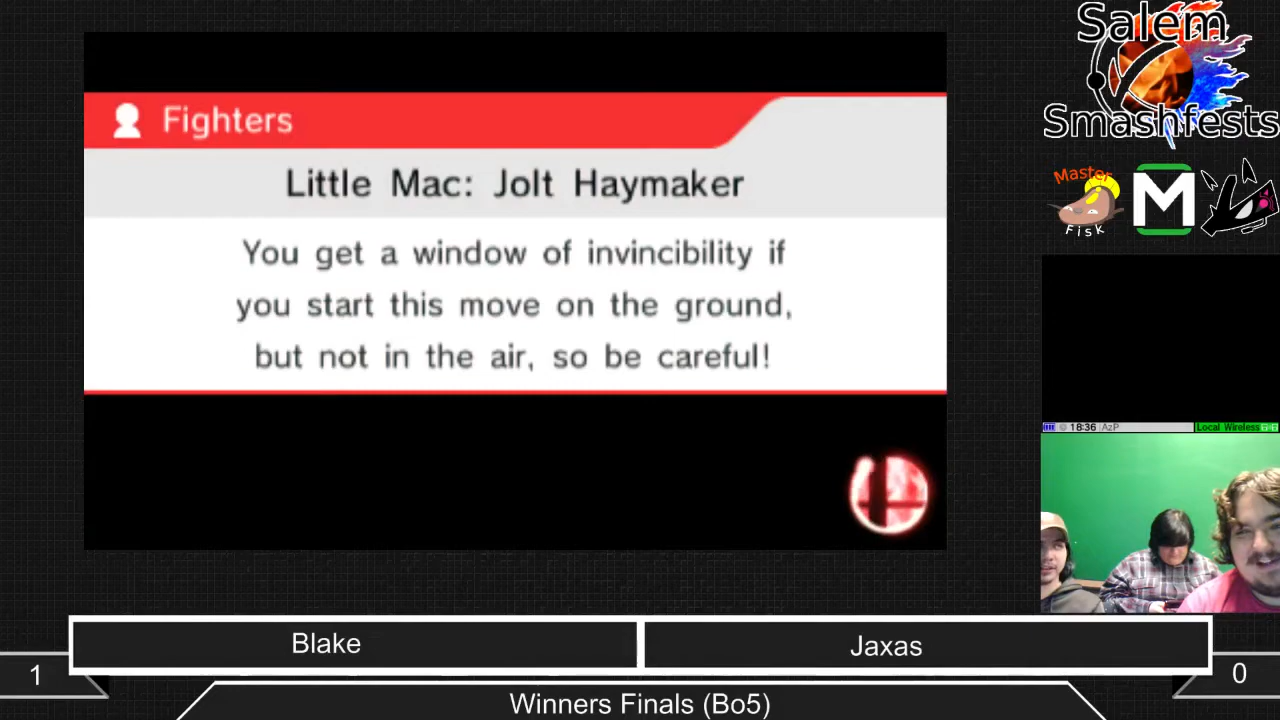 Salem
Smashfests
Fighters
Little Mac: Jolt Haymaker
You get a window of invincibility if
you start this move on the ground,
but not in the air, so be careful!
Master
Fisk
M
18:36 AzP
Local Wireless
Blake
Jaxas
1
0
Winners Finals (Bo5)